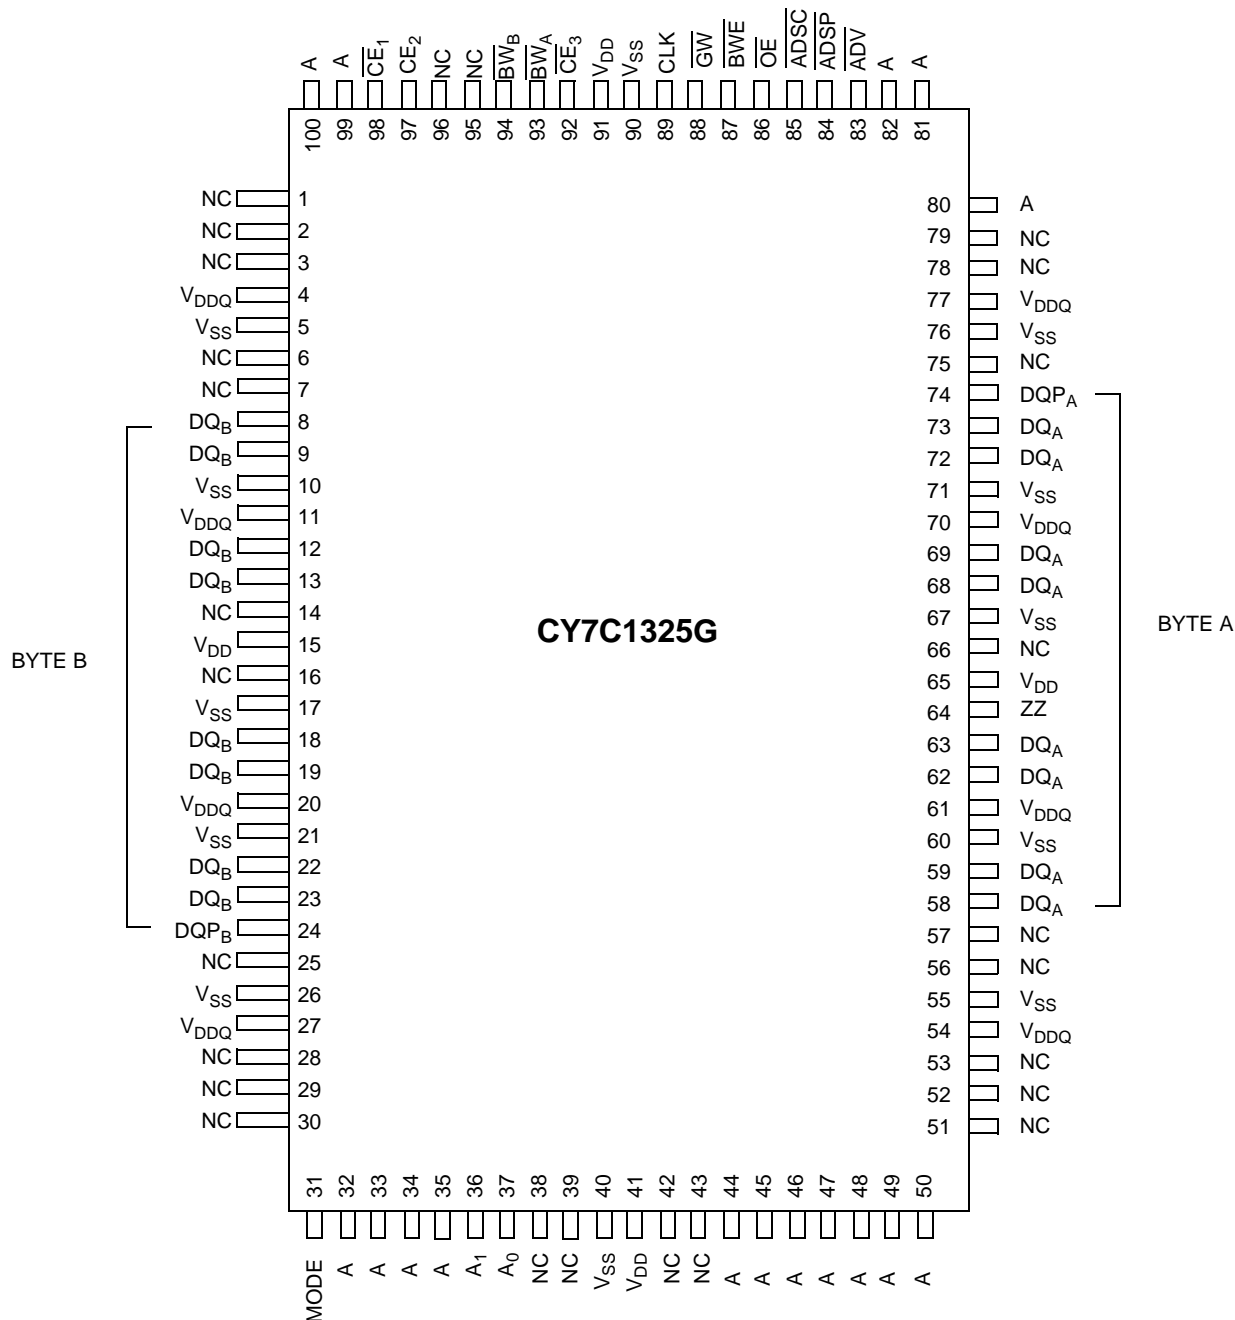 A A CE1 CE2 NC NC BWB BWA CE3 VDD VSS CLK GW BWE OE ADSC ADSP ADV A A
100 99 98 97 96 95 94 93 92 91 90 89 88 87 86 85 84 83 82 81
NC 1
NC 2
NC 3
VDDQ 4
VSS 5
NC 6
NC 7
DQB 8
DQB 9
VSS 10
VDDQ 11
DQB 12
DQB 13
NC 14
VDD 15
NC 16
VSS 17
DQB 18
DQB 19
VDDQ 20
VSS 21
DQB 22
DQB 23
DQPB 24
NC 25
VSS 26
VDDQ 27
NC 28
NC 29
NC 30
BYTE B
CY7C1325G
80 A
79 NC
78 NC
77 VDDQ
76 VSS
75 NC
74 DQPA
73 DQA
72 DQA
71 VSS
70 VDDQ
69 DQA
68 DQA
67 VSS
66 NC
65 VDD
64 ZZ
63 DQA
62 DQA
61 VDDQ
60 VSS
59 DQA
58 DQA
57 NC
56 NC
55 VSS
54 VDDQ
53 NC
52 NC
51 NC
BYTE A
31 32 33 34 35 36 37 38 39 40 41 42 43 44 45 46 47 48 49 50
MODE A A A A A1 A0 NC NC VSS VDD NC NC A A A A A A A